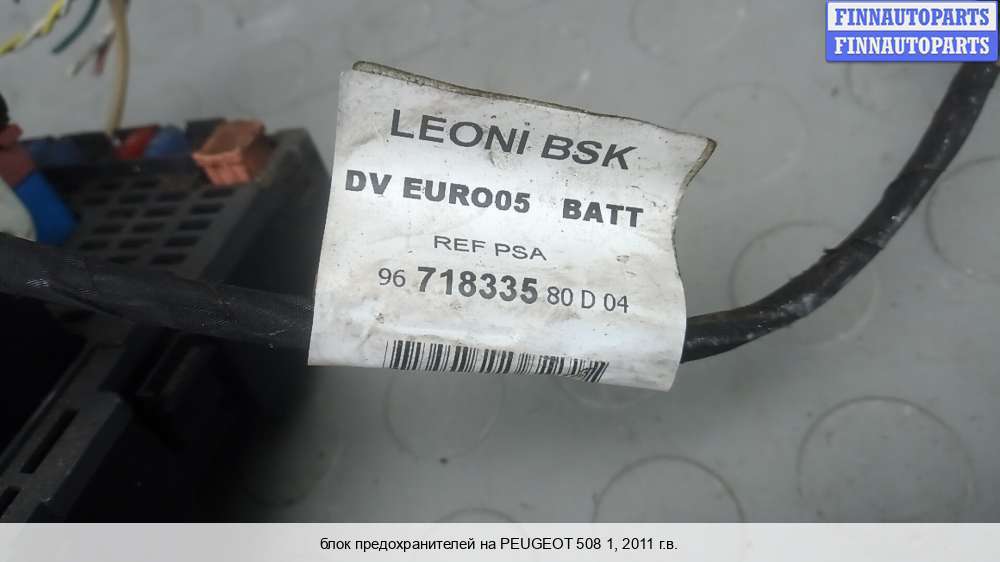 FINNAUTOPARTS
FINNAUTOPARTS
LEONI BSK
DV EURO05 BATT
REF PSA
96 718335 80 D 04
блок предохранителей на PEUGEOT 508 1, 2011 г.в.